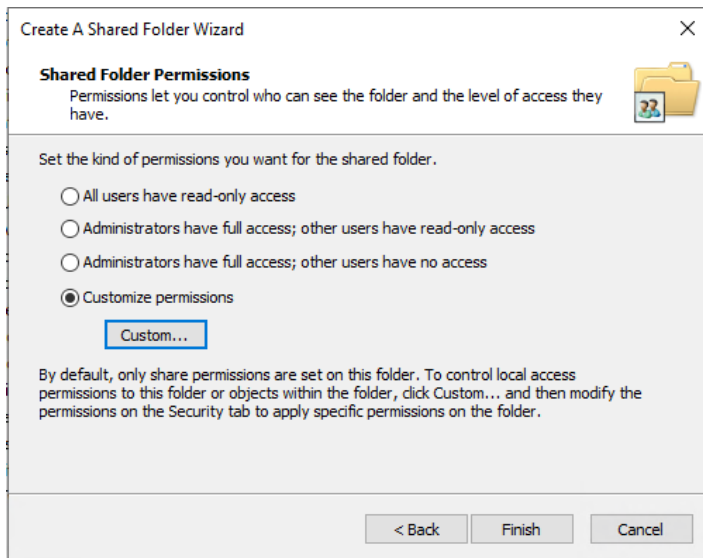 Create A Shared Folder Wizard
Shared Folder Permissions
Permissions let you control who can see the folder and the level of access they
have.
Set the kind of permissions you want for the shared folder.
All users have read-only access
Administrators have full access; other users have read-only access
Administrators have full access; other users have no access
Customize permissions
Custom...
By default, only share permissions are set on this folder. To control local access
permissions to this folder or objects within the folder, click Custom... and then modify the
permissions on the Security tab to apply specific permissions on the folder.
< Back Finish Cancel